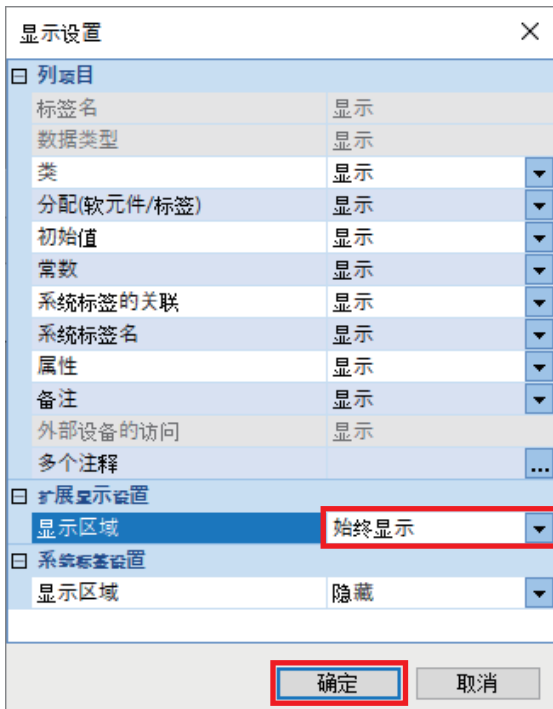 显示设置
列项目
标签名 显示
数据类型 显示
类 显示
分配(软元件/标签) 显示
初始值 显示
常数 显示
系统标签的关联 显示
系统标签名 显示
属性 显示
备注 显示
外部设备的访问 显示
多个注释 ...
扩展显示设置
显示区域 始终显示
系统标签设置
显示区域 隐藏
确定 取消